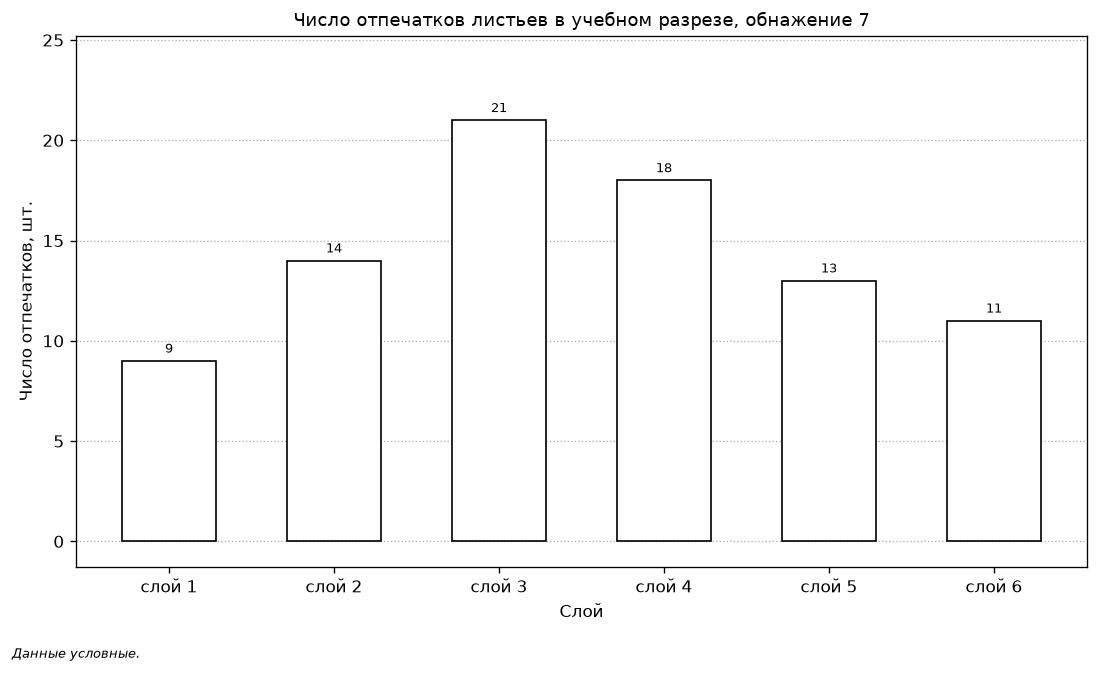 Число отпечатков листьев в учебном разрезе, обнажение 7
Число отпечатков, шт.
25
20
15
10
5
0
9
14
21
18
13
11
слой 1
слой 2
слой 3
слой 4
слой 5
слой 6
Слой
Данные условные.